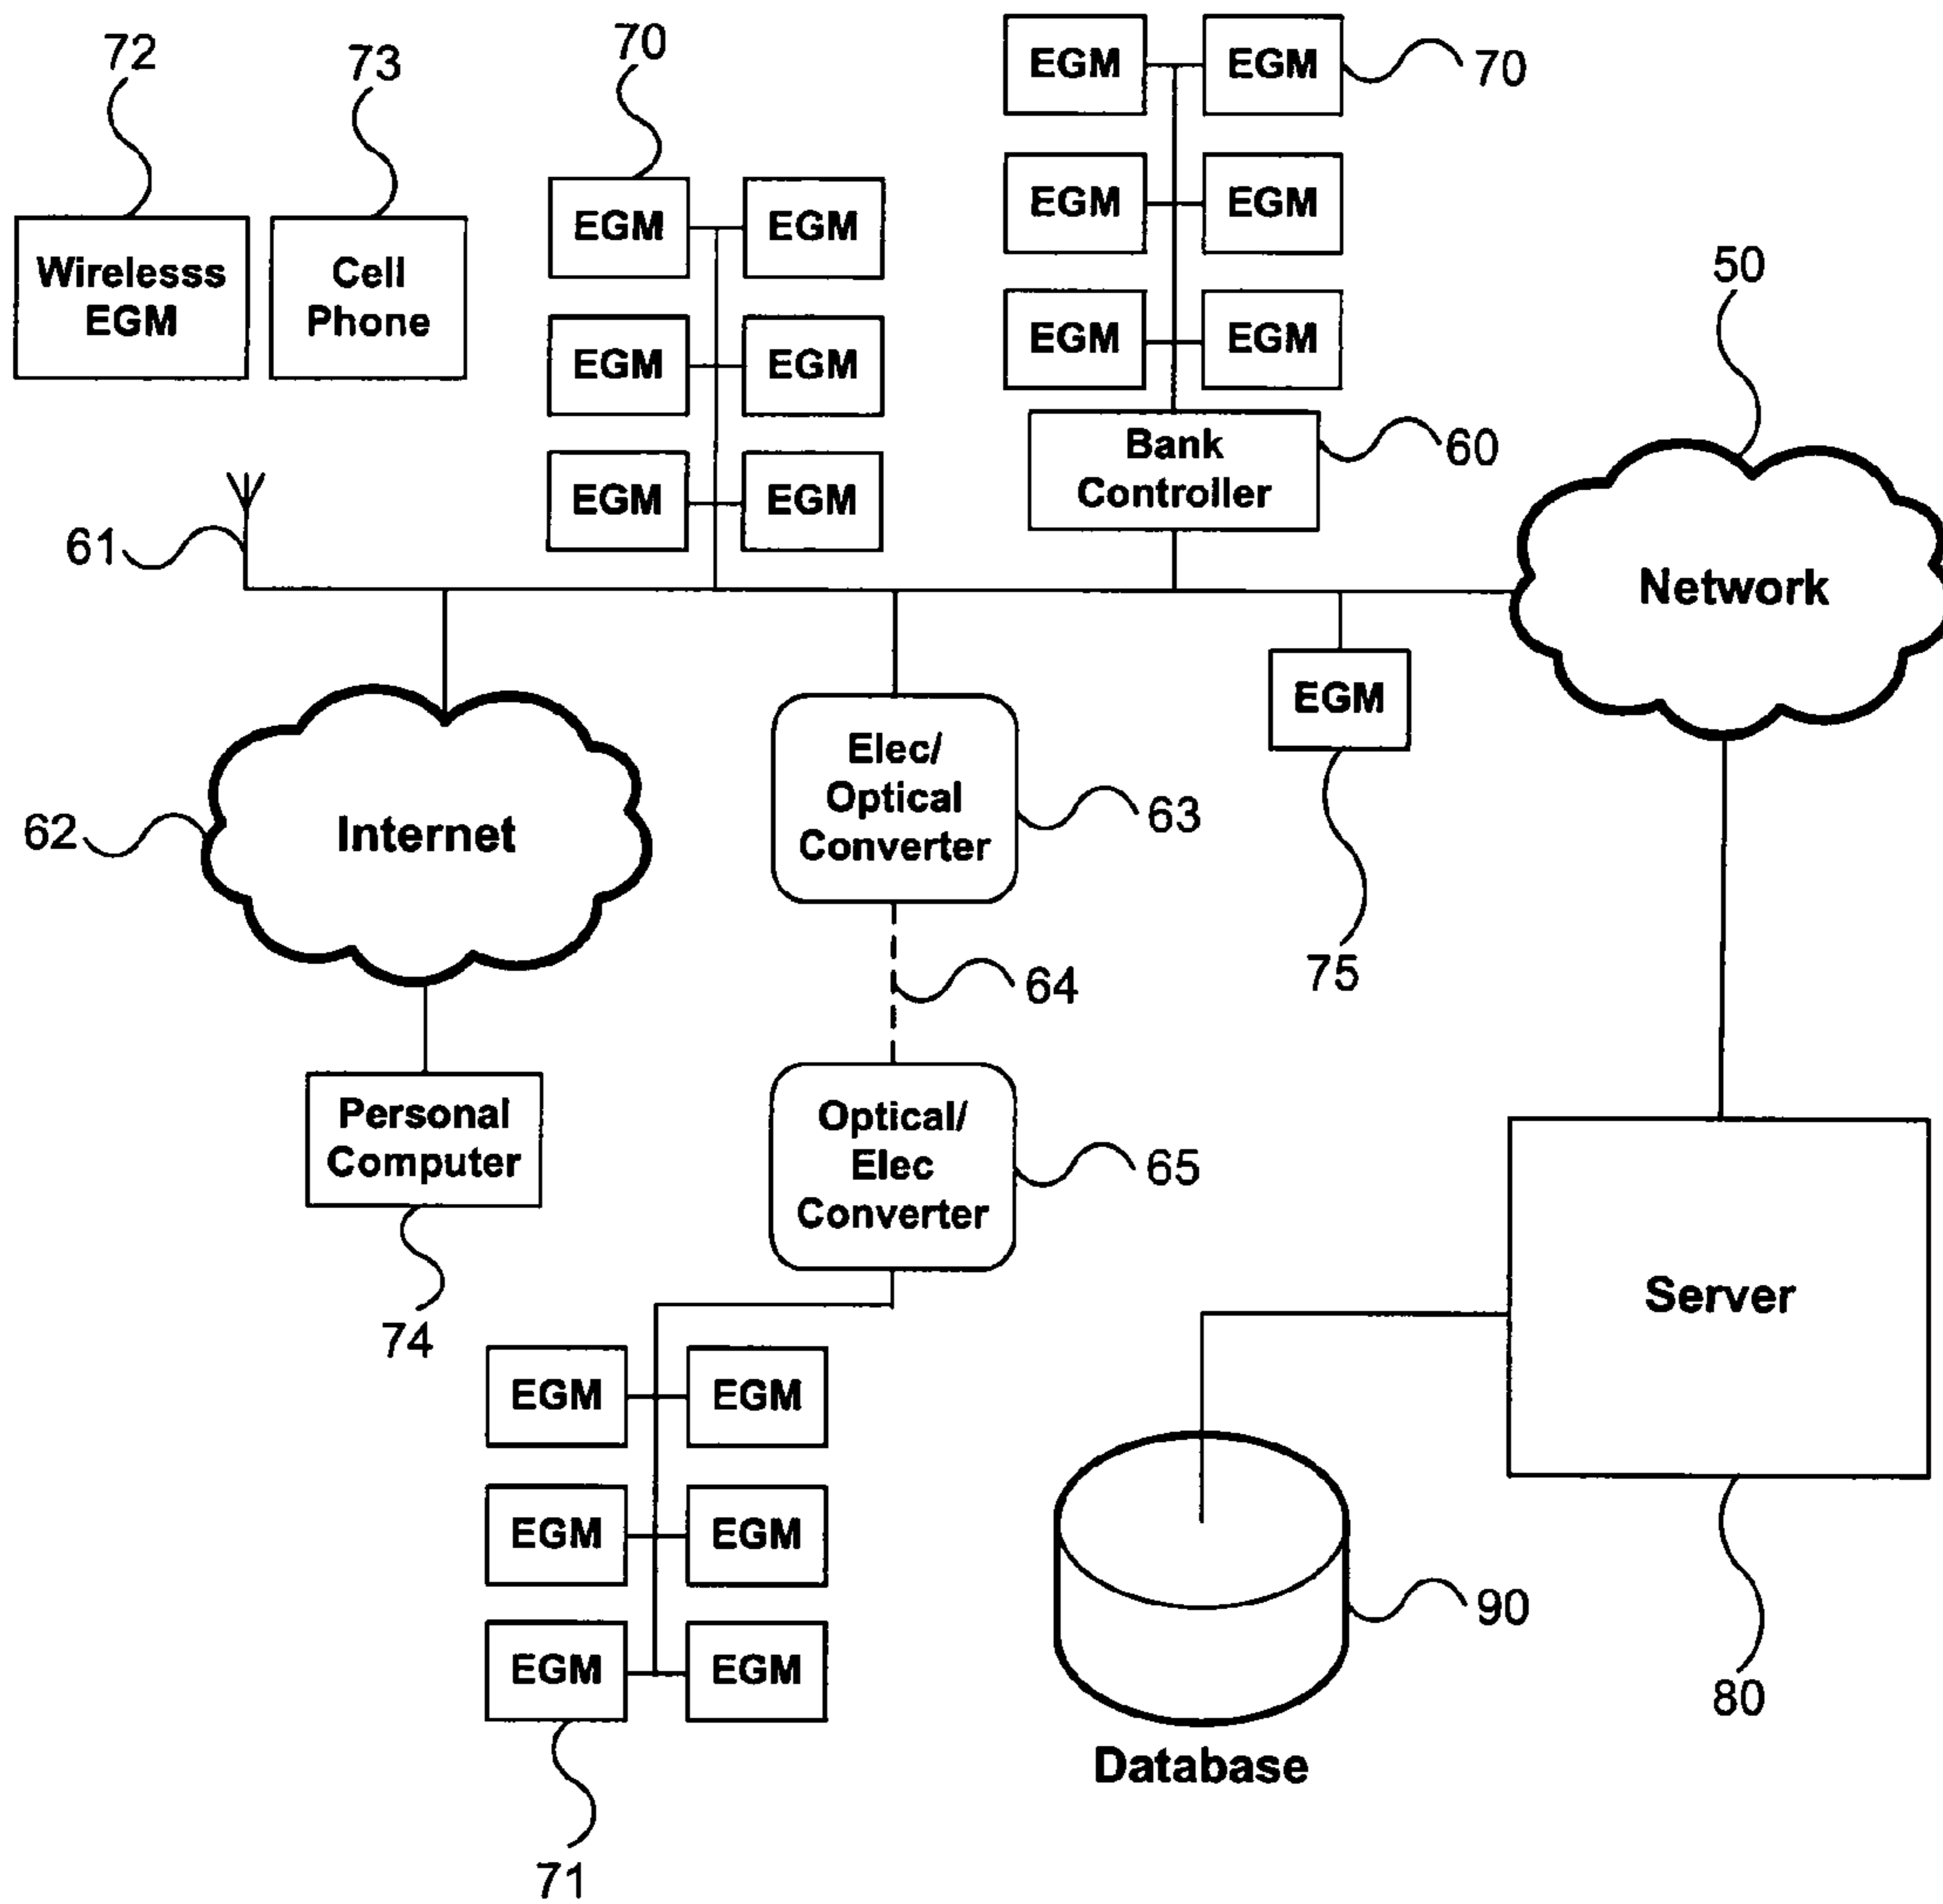 72
73
70
EGM
EGM
70
Wirelesss
EGM
Cell
Phone
EGM
EGM
EGM
EGM
EGM
EGM
EGM
EGM
EGM
EGM
50
Bank
Controller
60
61
Network
EGM
Elec/
Optical
Converter
63
62
Internet
64
75
Personal
Computer
Optical/
Elec
Converter
65
74
Server
EGM
EGM
EGM
EGM
90
EGM
EGM
80
Database
71